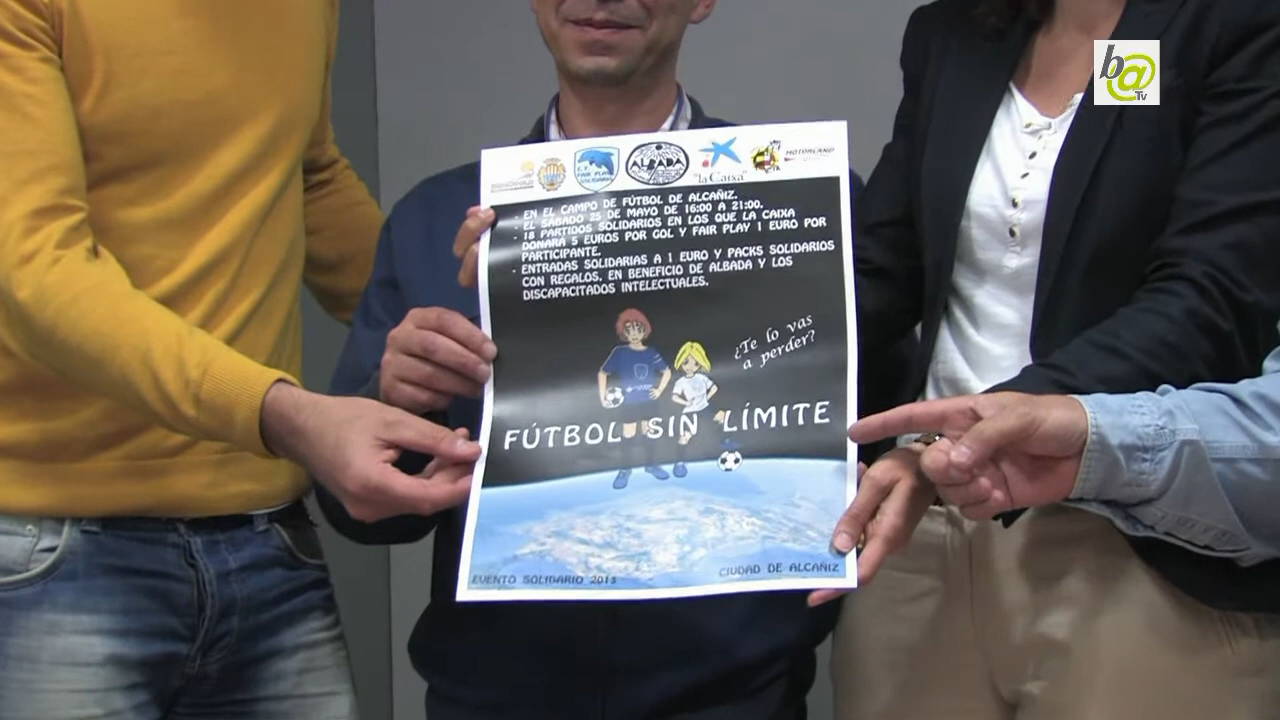 b@
Tv
C.F. FAIR PLAY
SOLIDARIO
ALBADA
"la Caixa"
MOTORLAND
- EN EL CAMPO DE FÚTBOL DE ALCAÑIZ.
- EL SÁBADO 25 DE MAYO DE 16:00 A 21:00.
- 18 PARTIDOS SOLIDARIOS EN LOS QUE LA CAIXA
DONARÁ 5 EUROS POR GOL Y FAIR PLAY 1 EURO POR
PARTICIPANTE.
- ENTRADAS SOLIDARIAS A 1 EURO Y PACKS SOLIDARIOS
CON REGALOS, EN BENEFICIO DE ALBADA Y LOS
DISCAPACITADOS INTELECTUALES.
¿Te lo vas
a perder?
FÚTBOL SIN LÍMITE
EVENTO SOLIDARIO 2013
CIUDAD DE ALCAÑIZ